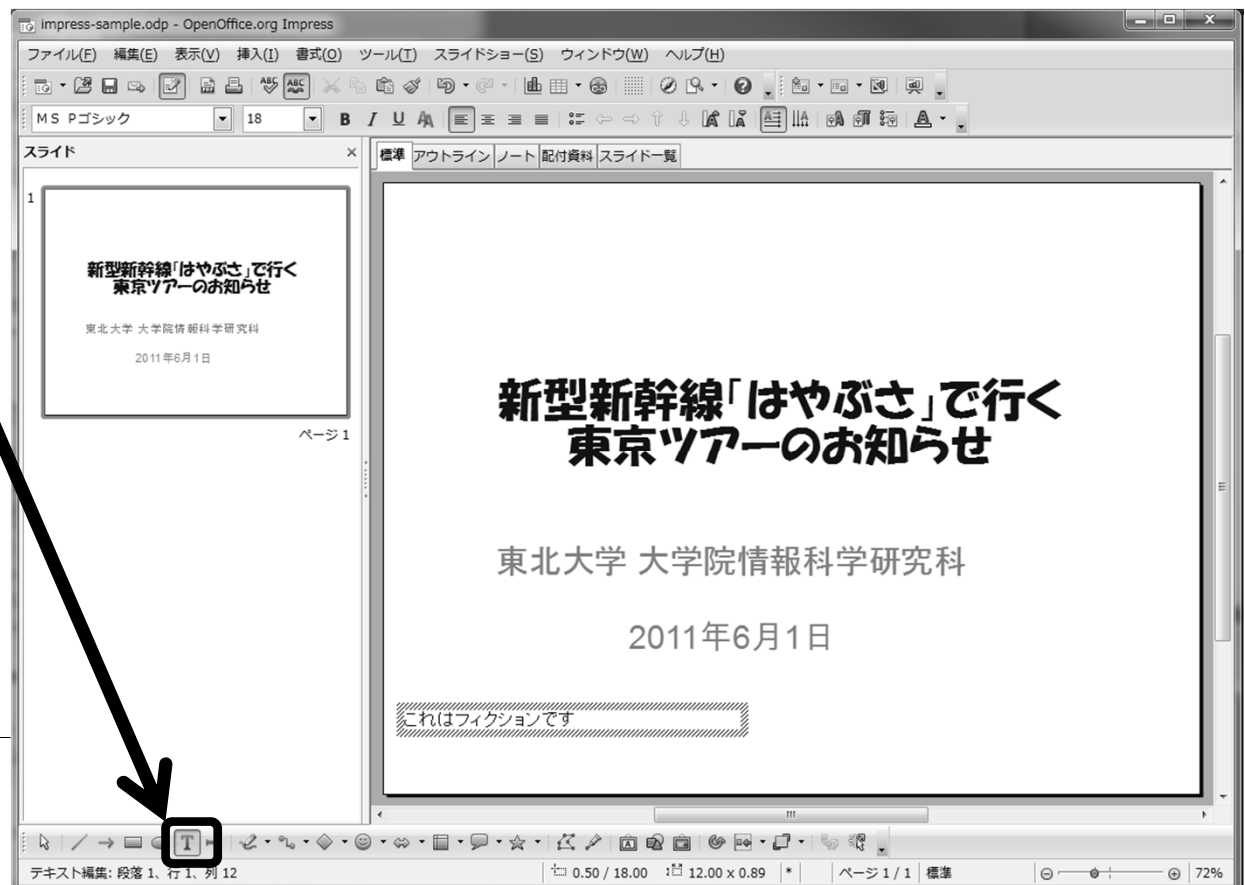 impress-sample.odp - OpenOffice.org Impress
ファイル(F) 編集(E) 表示(V) 挿入(I) 書式(O) ツール(T) スライドショー(S) ウィンドウ(W) ヘルプ(H)
ABC
ABC
MS Pゴシック 18 B I U A
スライド ×
標準 アウトライン ノート 配付資料 スライド一覧
1
新型新幹線「はやぶさ」で行く
東京ツアーのお知らせ
東北大学 大学院情報科学研究科
2011年6月1日
ページ 1
新型新幹線「はやぶさ」で行く
東京ツアーのお知らせ
東北大学 大学院情報科学研究科
2011年6月1日
これはフィクションです
T
テキスト編集: 段落 1、行 1、列 12 0.50 / 18.00 12.00 x 0.89 * ページ 1 / 1 標準 72%